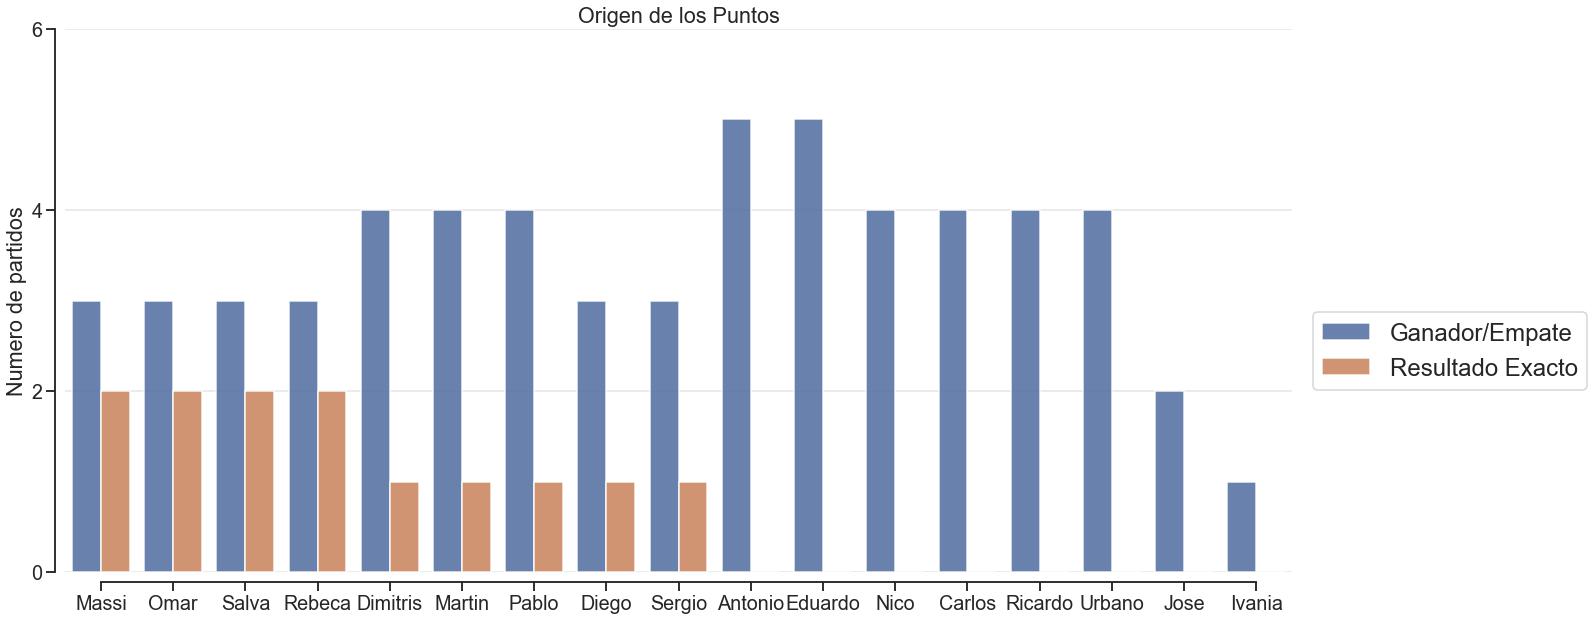 Origen de los Puntos
6
4
2
0
Numero de partidos
Massi Omar Salva Rebeca Dimitris Martin Pablo Diego Sergio Antonio Eduardo Nico Carlos Ricardo Urbano Jose Ivania
Ganador/Empate
Resultado Exacto